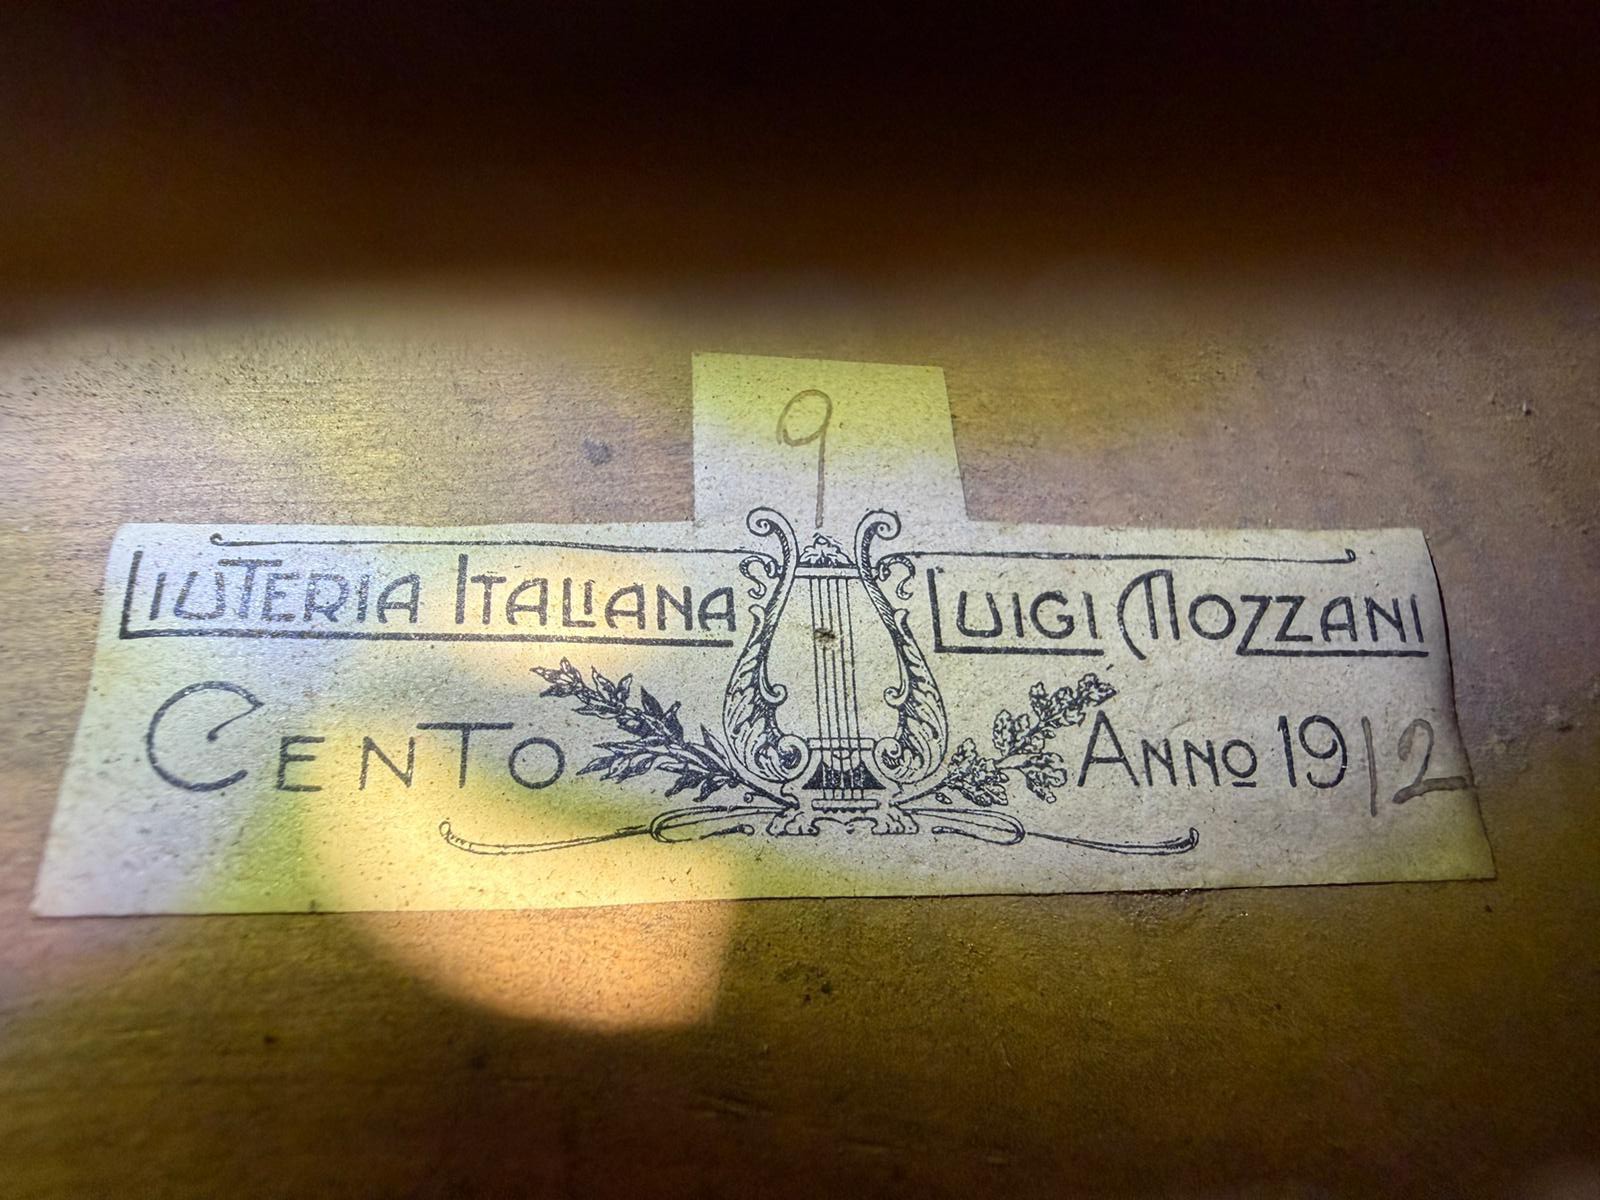 9
LIUTERIA ITALIANA LUIGI MOZZANI
CENTO ANNO 1912